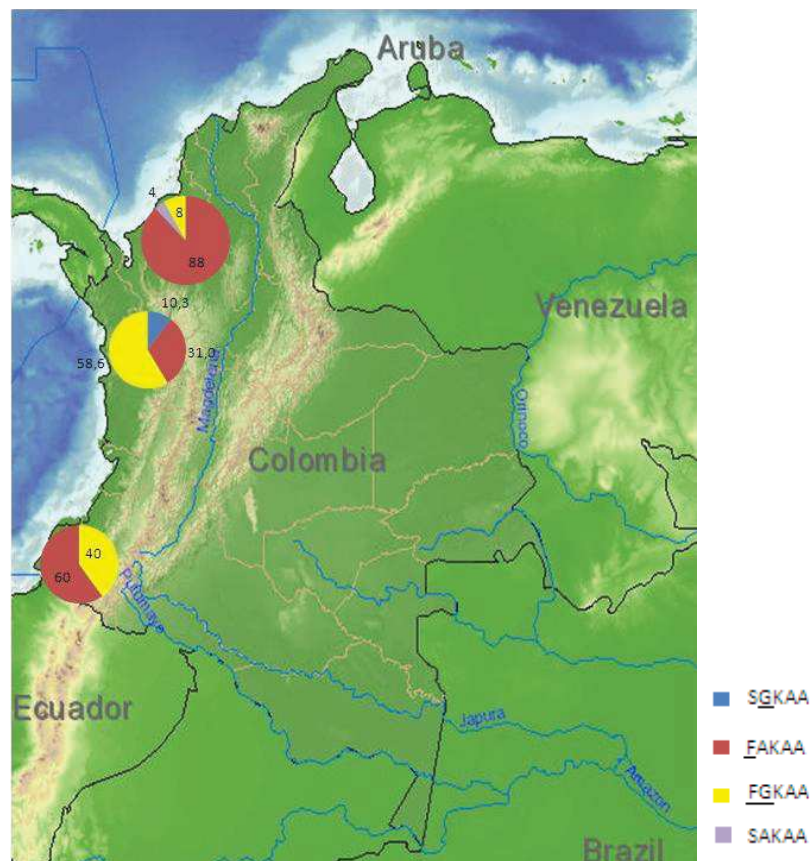 Aruba
4
8
88
10,3
Venezuela
58,6
31,0
Magdelena
Orinoco
Colombia
40
60
Putumayo
SGKAA
Ecuador
Japura
FAKAA
Amazon
FGKAA
SAKAA
Brazil